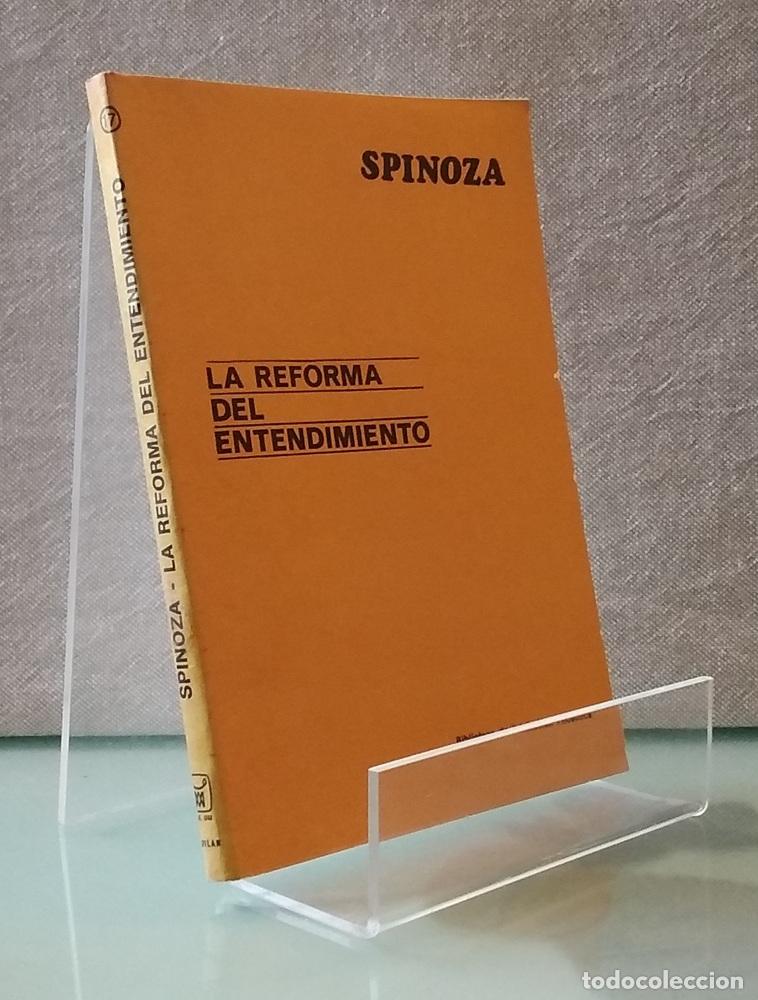 SPINOZA
LA REFORMA
DEL
ENTENDIMIENTO
17
SPINOZA - LA REFORMA DEL ENTENDIMIENTO
todocoleccion